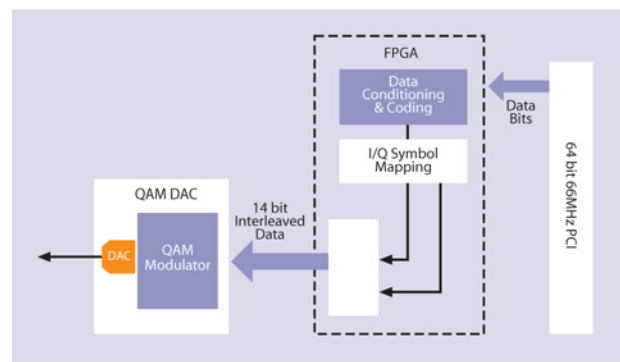 FPGA
Data
Conditioning
& Coding
Data
Bits
64 bit 66MHz PCI
I/Q Symbol
Mapping
QAM DAC
14 bit
Interleaved
Data
DAC
QAM
Modulator